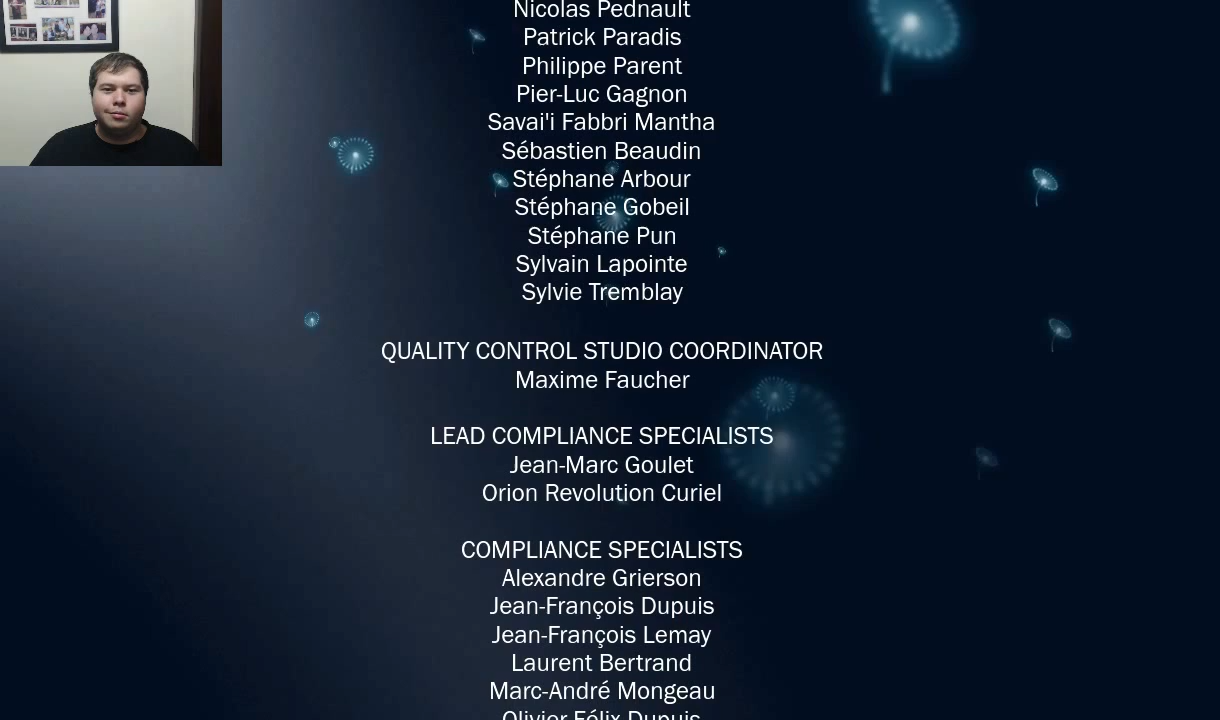 Nicolas Pednault
Patrick Paradis
Philippe Parent
Pier-Luc Gagnon
Savai'i Fabbri Mantha
Sébastien Beaudin
Stéphane Arbour
Stéphane Gobeil
Stéphane Pun
Sylvain Lapointe
Sylvie Tremblay
QUALITY CONTROL STUDIO COORDINATOR
Maxime Faucher
LEAD COMPLIANCE SPECIALISTS
Jean-Marc Goulet
Orion Revolution Curiel
COMPLIANCE SPECIALISTS
Alexandre Grierson
Jean-François Dupuis
Jean-François Lemay
Laurent Bertrand
Marc-André Mongeau
Olivier Félix Dupuis